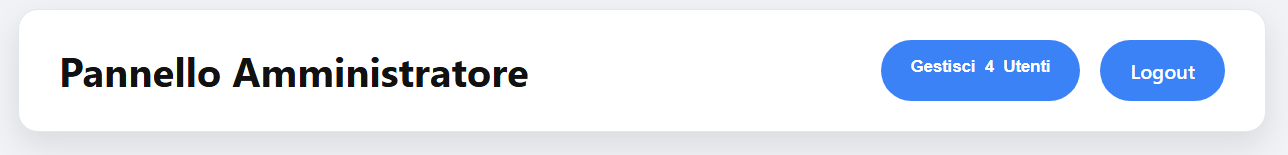 Pannello Amministratore
Gestisci 4 Utenti
Logout